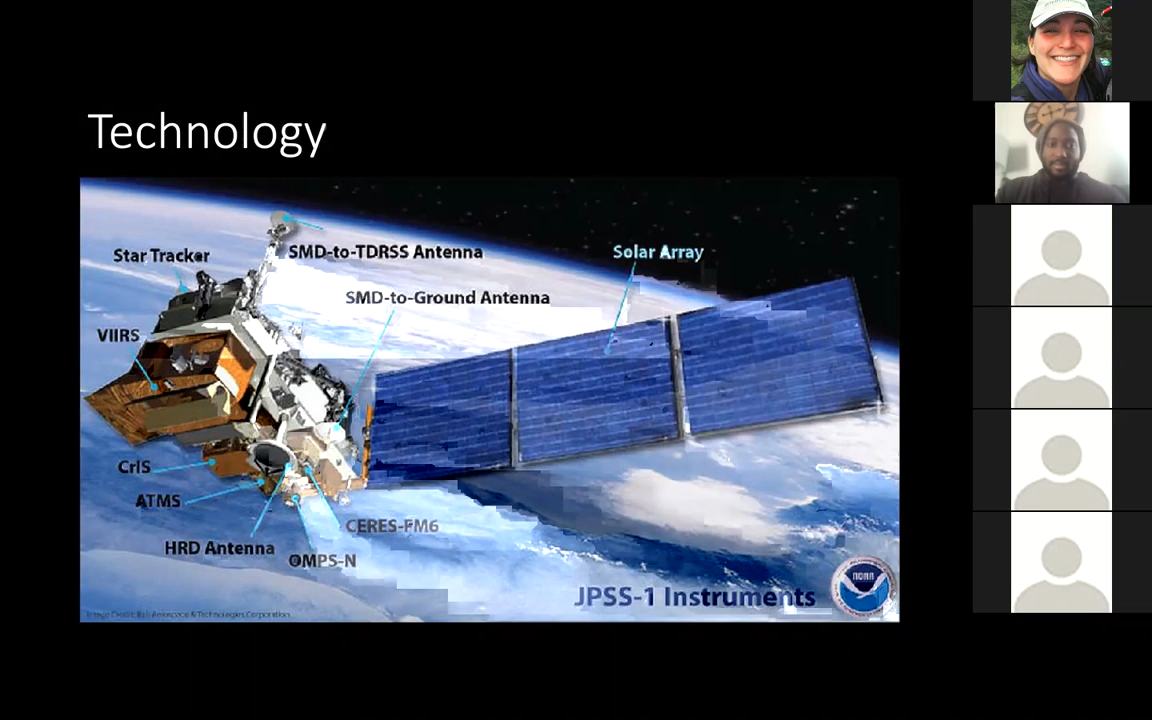 Technology
Star Tracker
SMD-to-TDRSS Antenna
Solar Array
SMD-to-Ground Antenna
VIIRS
CrIS
ATMS
CERES-FM6
HRD Antenna
OMPS-N
JPSS-1 Instruments
NOAA
Image Credit: Ball Aerospace & Technologies Corporation